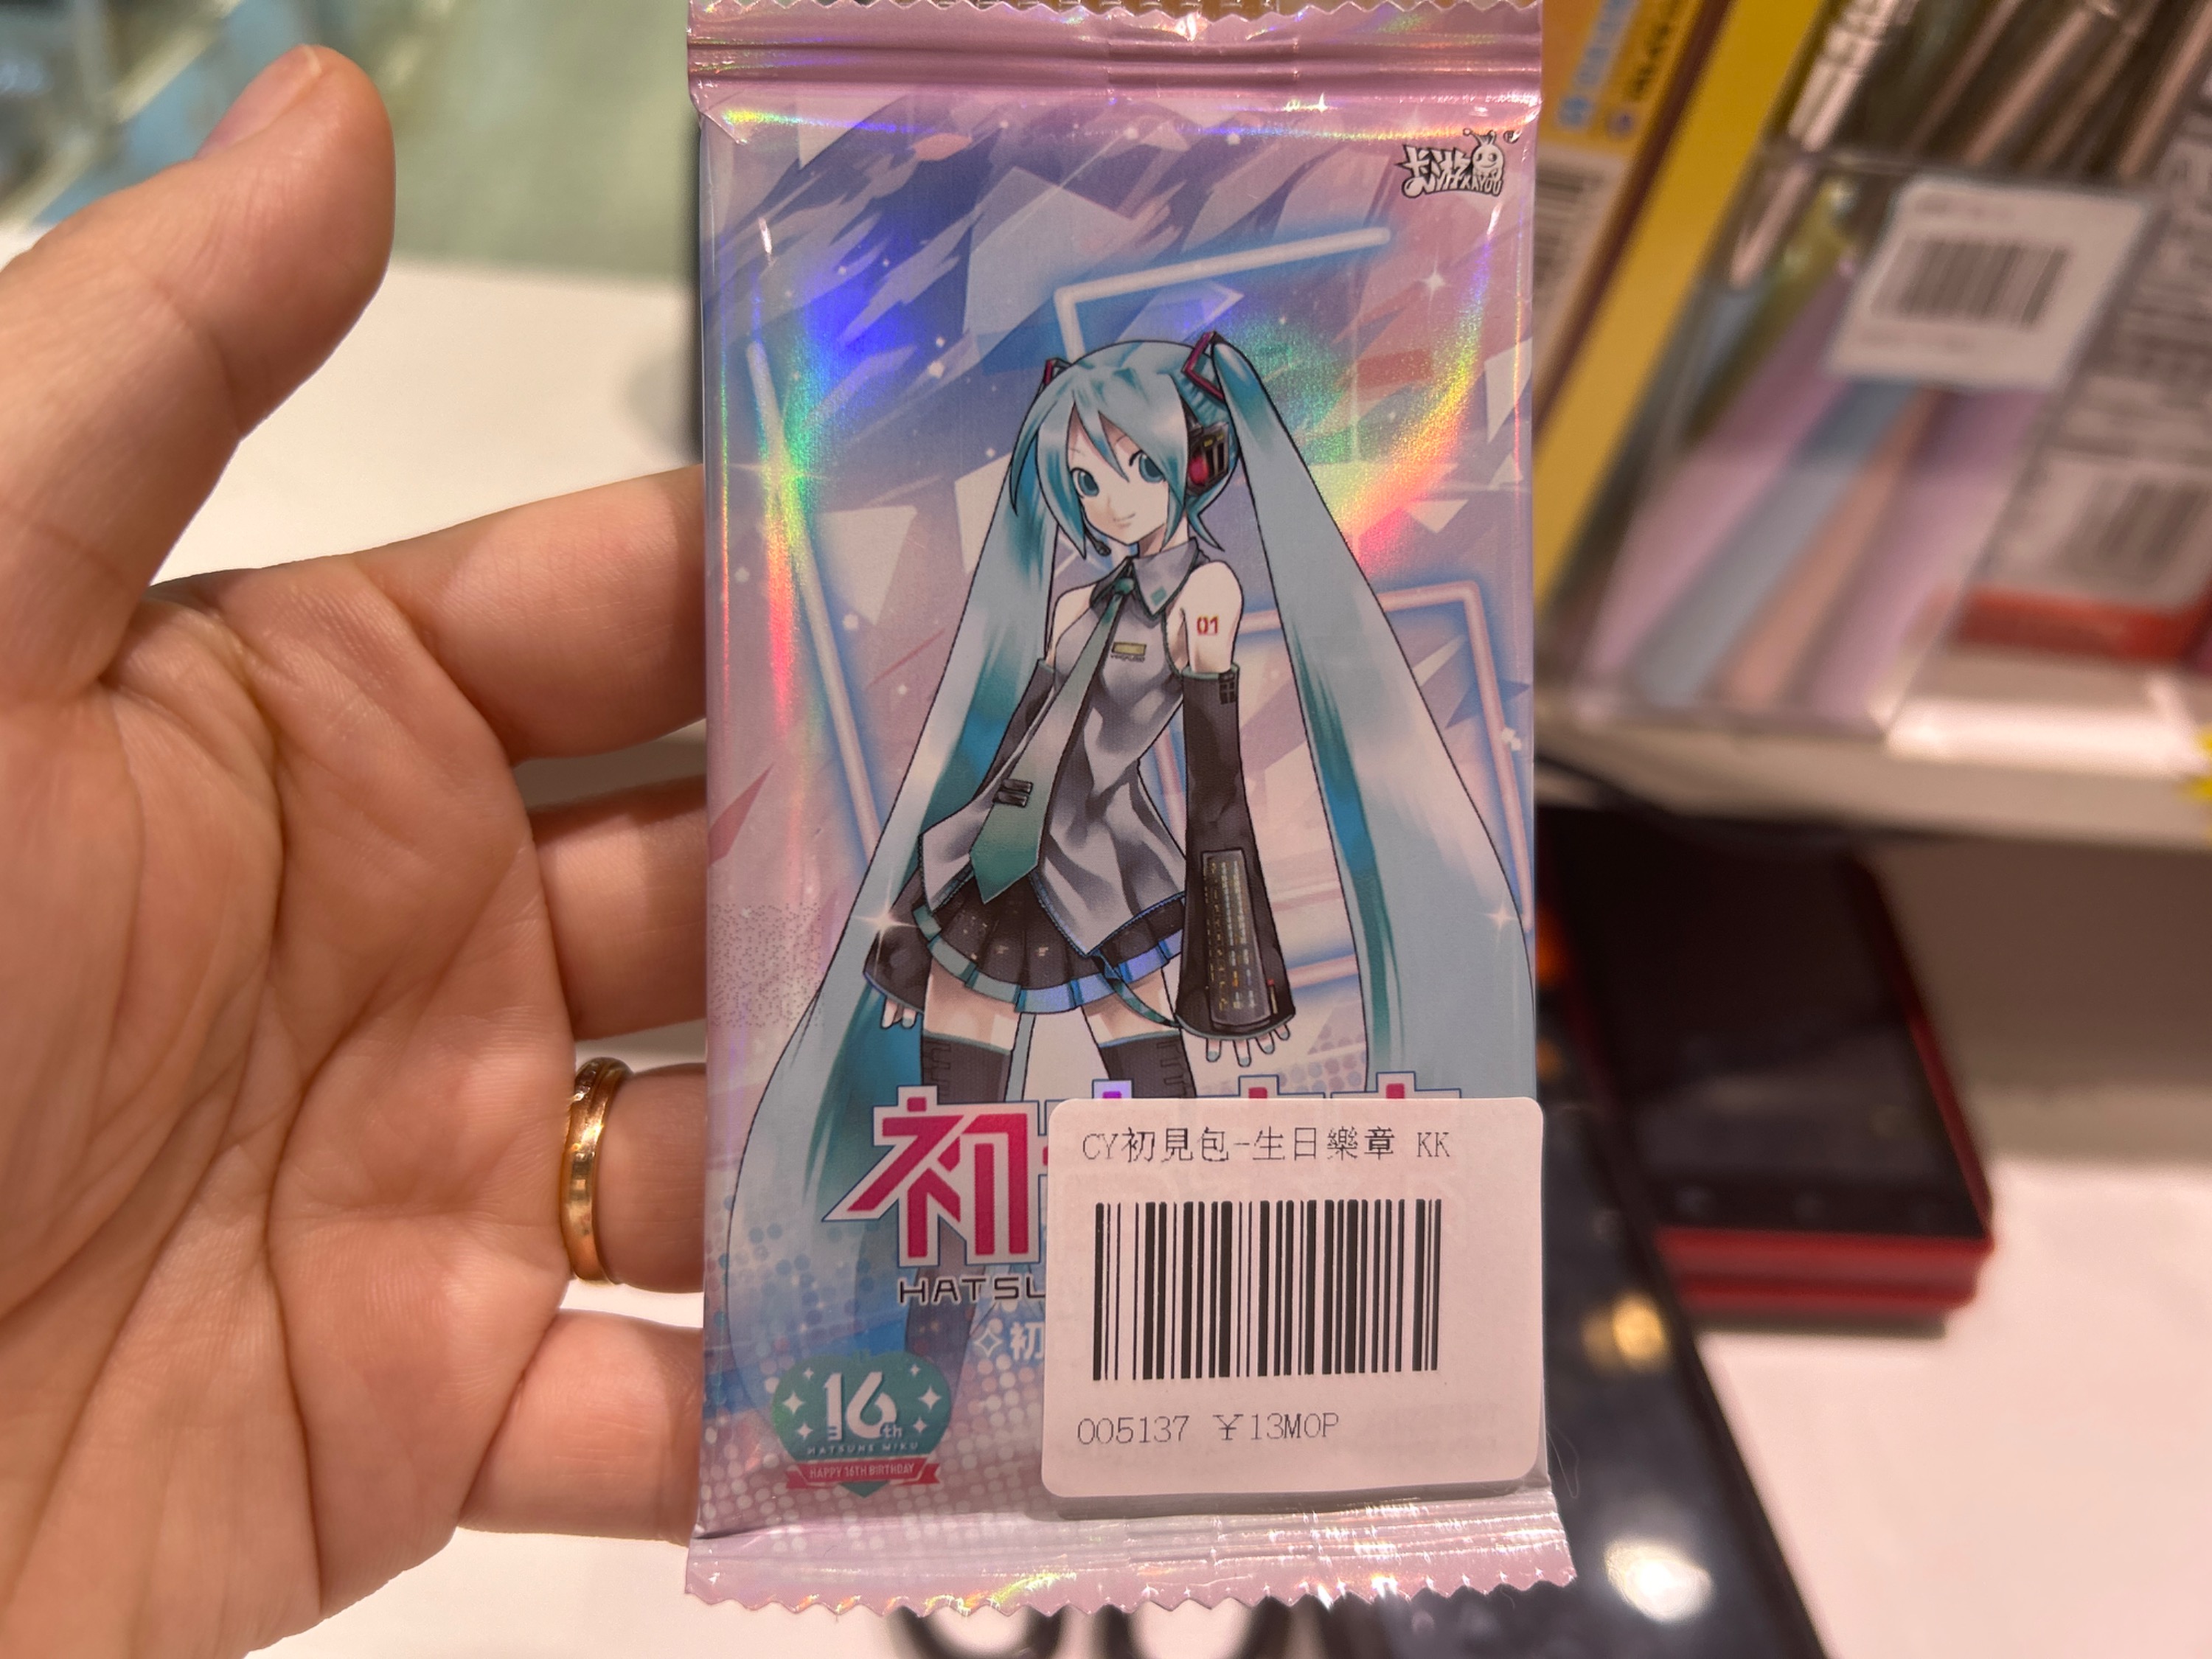 卡游
KAYOU
01
初
HATSU
初
16th
HATSUNE MIKU
HAPPY 16TH BIRTHDAY
CY初見包-生日樂章 KK
005137 ¥13MOP